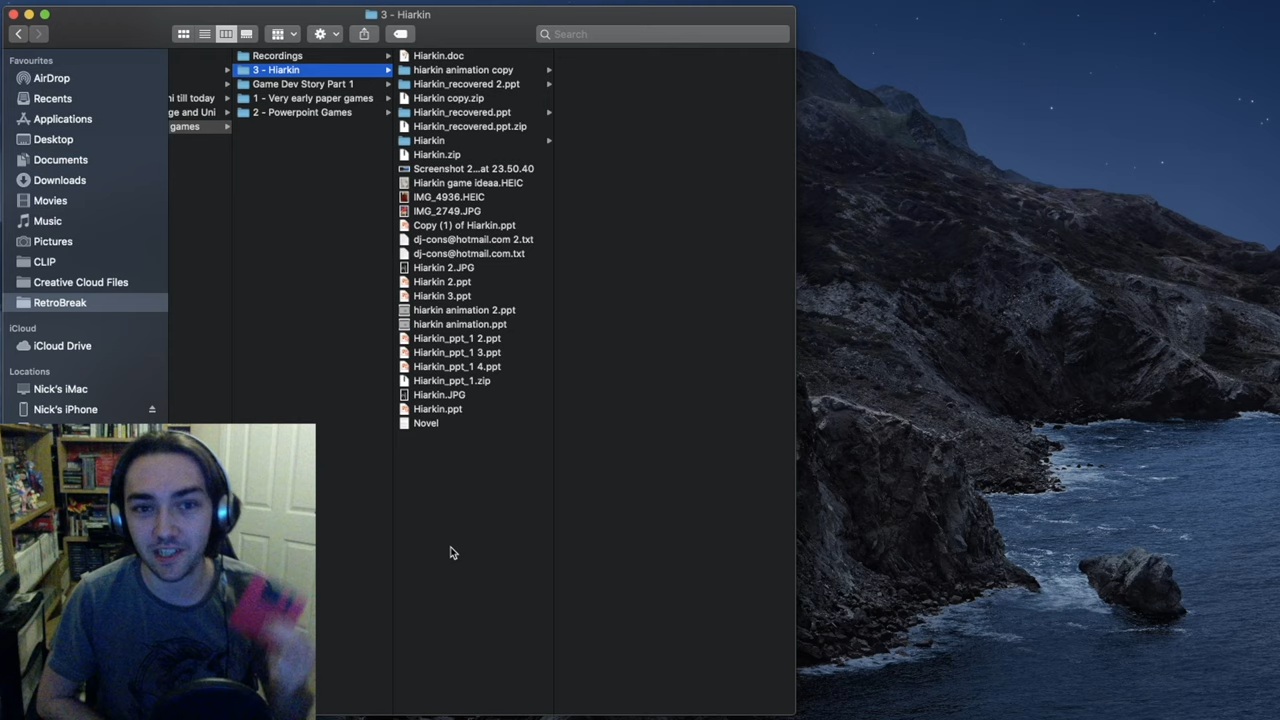 3 - Hiarkin
Search
Favourites
AirDrop
Recents
Applications
Desktop
Documents
Downloads
Movies
Music
Pictures
CLIP
Creative Cloud Files
RetroBreak
iCloud
iCloud Drive
Locations
Nick's iMac
Nick's iPhone
ni till today
ge and Uni
games
Recordings
3 - Hiarkin
Game Dev Story Part 1
1 - Very early paper games
2 - Powerpoint Games
Hiarkin.doc
hiarkin animation copy
Hiarkin_recovered 2.ppt
Hiarkin copy.zip
Hiarkin_recovered.ppt
Hiarkin_recovered.ppt.zip
Hiarkin
Hiarkin.zip
Screenshot 2...at 23.50.40
Hiarkin game ideaa.HEIC
IMG_4936.HEIC
IMG_2749.JPG
Copy (1) of Hiarkin.ppt
dj-cons@hotmail.com 2.txt
dj-cons@hotmail.com.txt
Hiarkin 2.JPG
Hiarkin 2.ppt
Hiarkin 3.ppt
hiarkin animation 2.ppt
hiarkin animation.ppt
Hiarkin_ppt_1 2.ppt
Hiarkin_ppt_1 3.ppt
Hiarkin_ppt_1 4.ppt
Hiarkin_ppt_1.zip
Hiarkin.JPG
Hiarkin.ppt
Novel